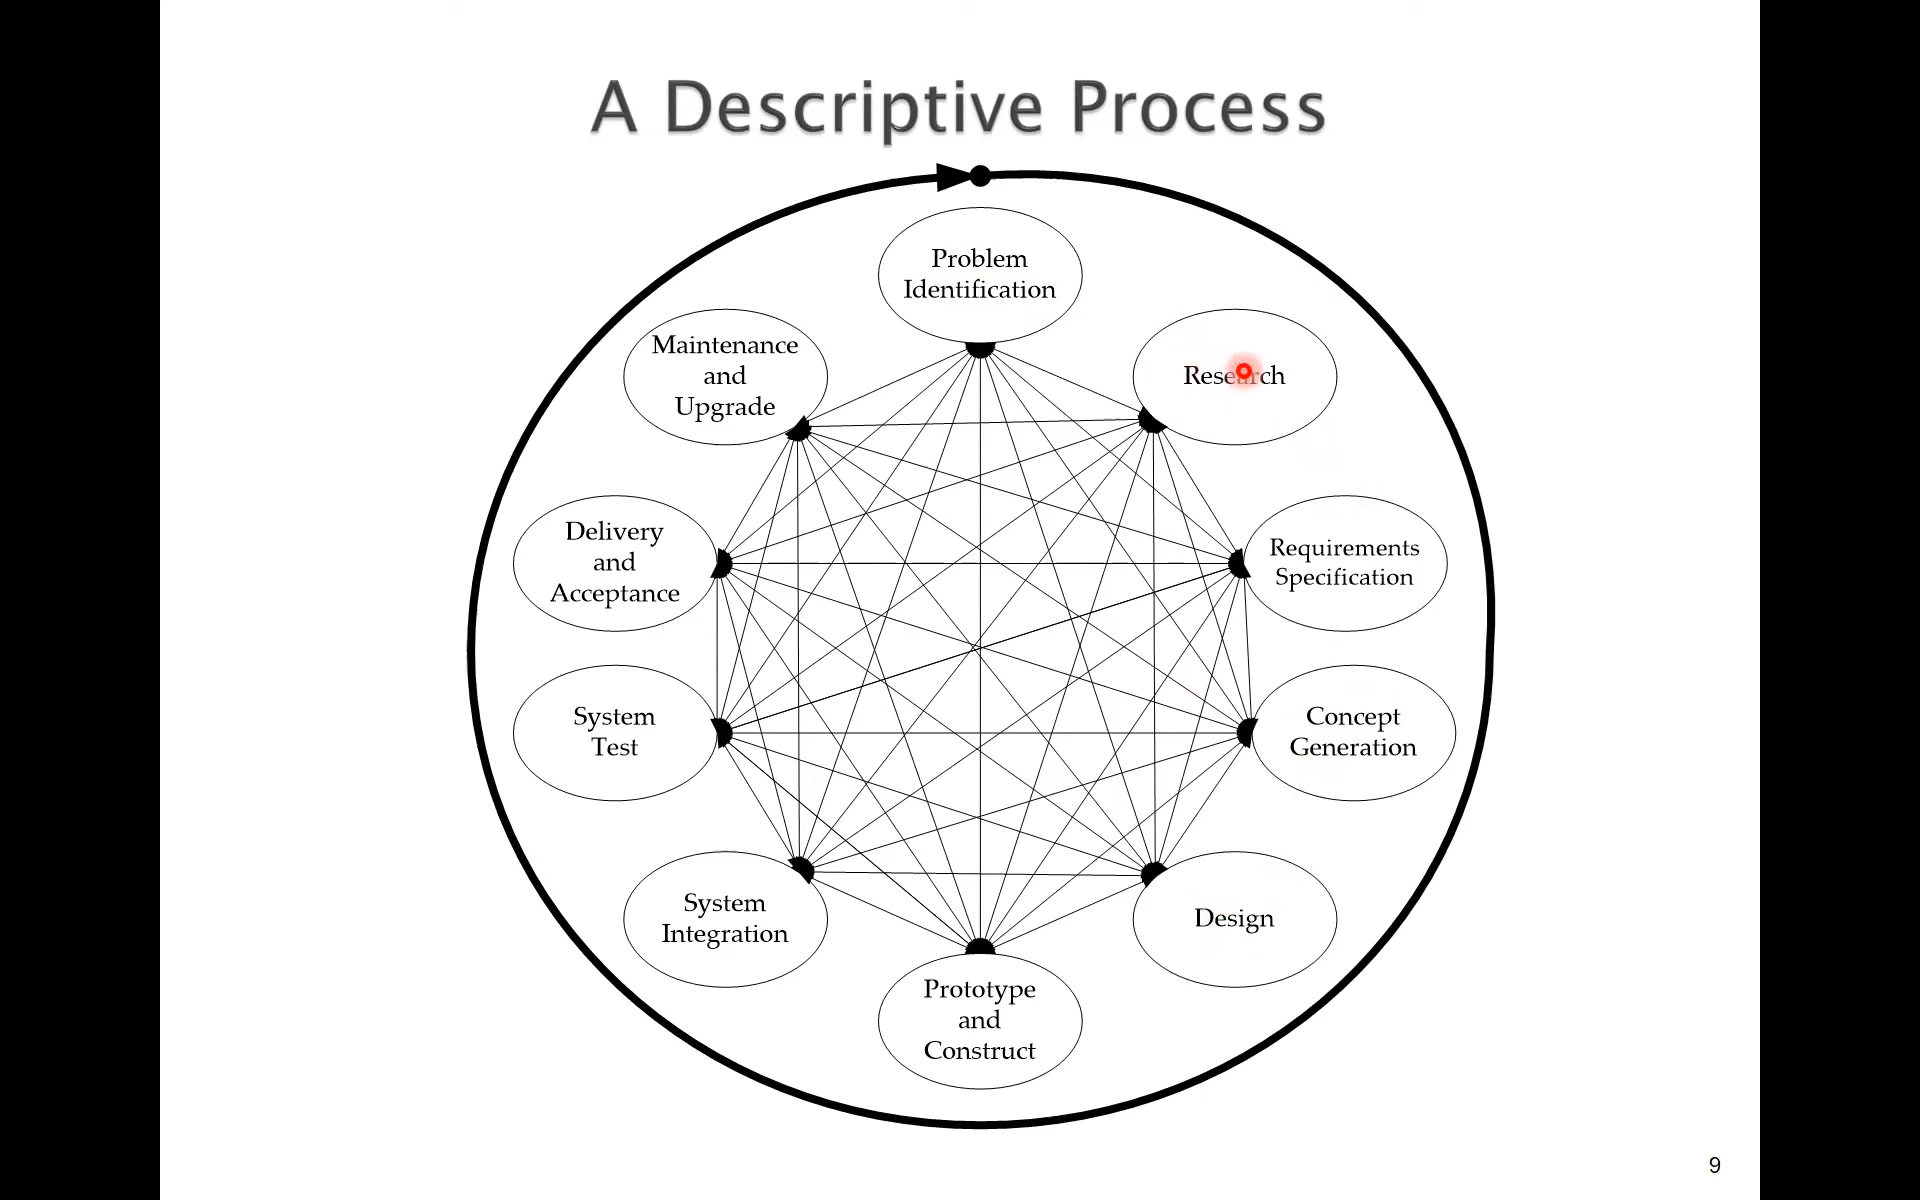 A Descriptive Process
Problem
Identification
Research
Requirements
Specification
Concept
Generation
Design
Prototype
and
Construct
System
Integration
System
Test
Delivery
and
Acceptance
Maintenance
and
Upgrade
9